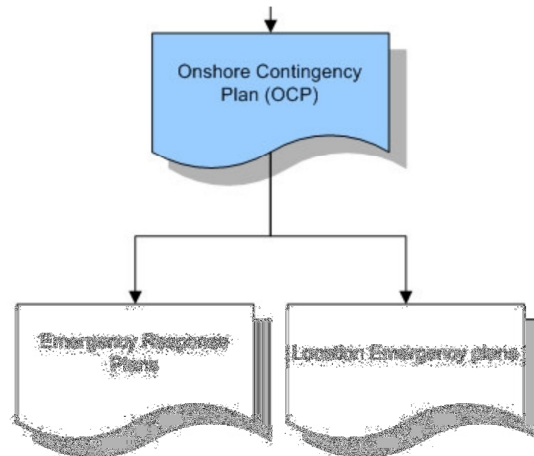 Onshore Contingency
Plan (OCP)
Emergency Response
Plans
Location Emergency plans